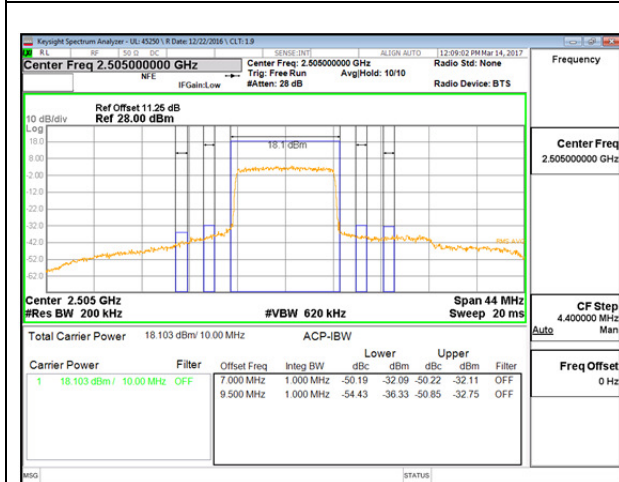 Keysight Spectrum Analyzer - UL: 45250 \ R Date: 12/22/2016 \ CLT: 1.9
RL RF 50 Ω DC SENSE:INT ALIGN AUTO 12:09:02 PM Mar 14, 2017
Center Freq 2.505000000 GHz Center Freq: 2.505000000 GHz Radio Std: None
NFE Trig: Free Run Avg|Hold: 10/10
IFGain:Low #Atten: 28 dB Radio Device: BTS
Frequency
Ref Offset 11.25 dB
10 dB/div Ref 28.00 dBm
Log
18.0
18.1 dBm
8.00
-2.00
-12.0
-22.0
-32.0
-42.0
RMS AVG
-52.0
-62.0
Center Freq
2.505000000 GHz
Center 2.505 GHz Span 44 MHz
#Res BW 200 kHz #VBW 620 kHz Sweep 20 ms
CF Step
4.400000 MHz
Auto Man
Total Carrier Power 18.103 dBm/ 10.00 MHz ACP-IBW
Lower Upper
Carrier Power Filter Offset Freq Integ BW dBc dBm dBc dBm Filter
1 18.103 dBm / 10.00 MHz OFF 7.000 MHz 1.000 MHz -50.19 -32.09 -50.22 -32.11 OFF
9.500 MHz 1.000 MHz -54.43 -36.33 -50.85 -32.75 OFF
Freq Offset
0 Hz
MSG STATUS